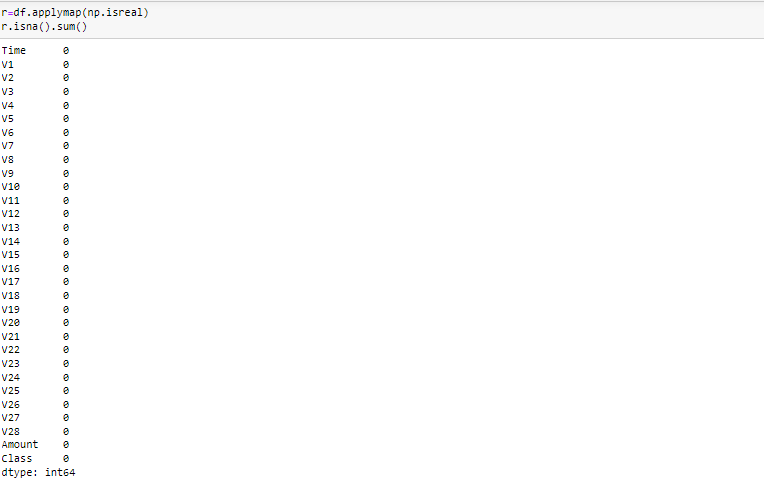 r=df.applymap(np.isreal)
r.isna().sum()
Time 0
V1 0
V2 0
V3 0
V4 0
V5 0
V6 0
V7 0
V8 0
V9 0
V10 0
V11 0
V12 0
V13 0
V14 0
V15 0
V16 0
V17 0
V18 0
V19 0
V20 0
V21 0
V22 0
V23 0
V24 0
V25 0
V26 0
V27 0
V28 0
Amount 0
Class 0
dtype: int64